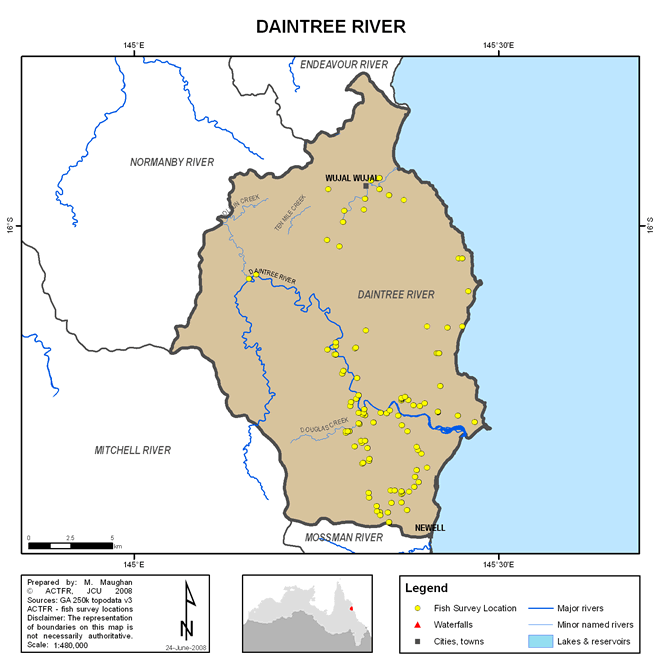 DAINTREE RIVER
145°E
145°30'E
ENDEAVOUR RIVER
NORMANBY RIVER
WUJAL WUJAL
CREEK
TEN MILE CREEK
16°S
16°S
DAINTREE RIVER
DAINTREE RIVER
DOUGLAS CREEK
MITCHELL RIVER
NEWELL
MOSSMAN RIVER
0 2.5 5
km
145°E
145°30'E
Prepared by: M. Maughan
© ACTFR, JCU 2008
Sources: GA 250k topodata v3
ACTFR - fish survey locations
Disclaimer: The representation
of boundaries on this map is
not necessarily authoritative.
Scale: 1:480,000
N
24-June-2008
Legend
Fish Survey Location
Major rivers
Waterfalls
Minor named rivers
Cities, towns
Lakes & reservoirs